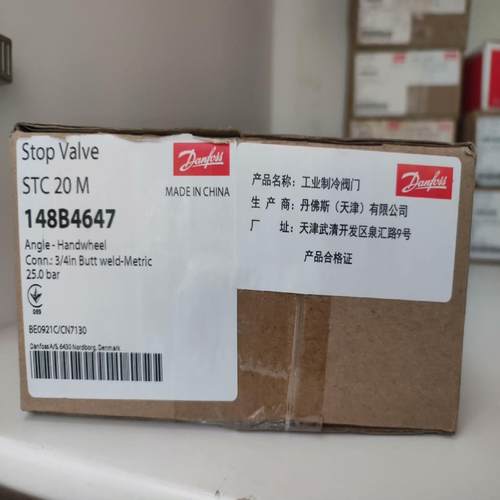 Stop Valve
STC 20 M
148B4647
Angle - Handwheel
Conn.: 3/4in Butt weld-Metric
25.0 bar
Danfoss
MADE IN CHINA
089
BE0921C/CN7130
Danfoss A/S, 6430 Nordborg, Denmark
产品名称：工业制冷阀门
生 产 商：丹佛斯（天津）有限公司
厂 址：天津武清开发区泉汇路9号
产品合格证
Danfoss